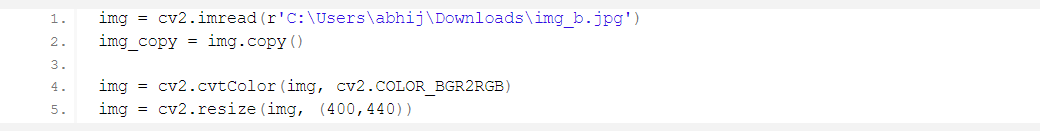 1. img = cv2.imread(r'C:\Users\abhij\Downloads\img_b.jpg')
2. img_copy = img.copy()
3.
4. img = cv2.cvtColor(img, cv2.COLOR_BGR2RGB)
5. img = cv2.resize(img, (400,440))